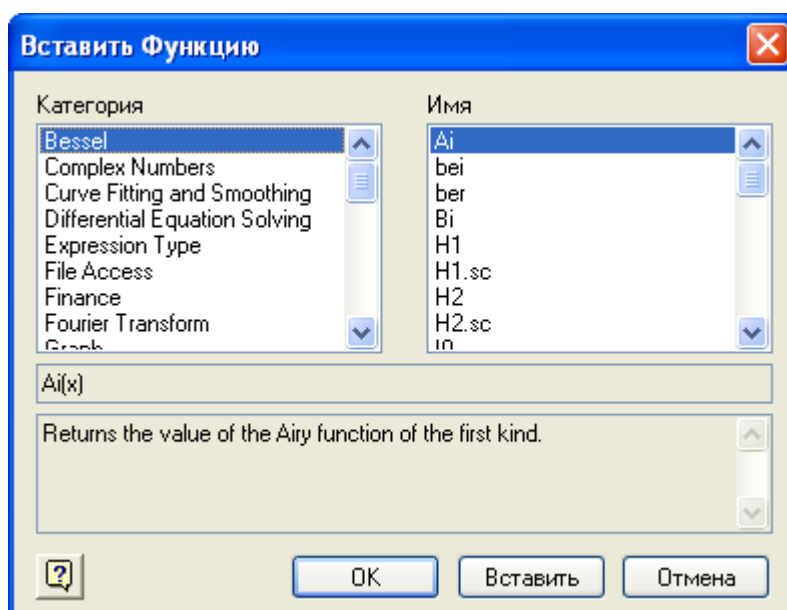 Вставить Функцию
Категория
Имя
Bessel
Complex Numbers
Curve Fitting and Smoothing
Differential Equation Solving
Expression Type
File Access
Finance
Fourier Transform
Graph
Ai
bei
ber
Bi
H1
H1.sc
H2
H2.sc
I0
Ai(x)
Returns the value of the Airy function of the first kind.
OK
Вставить
Отмена